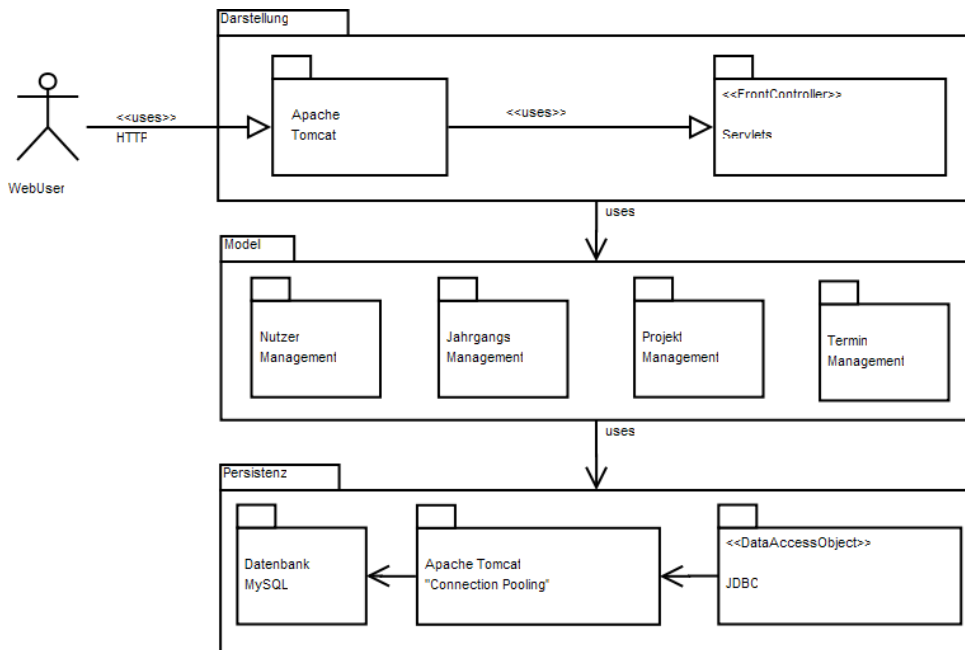 Darstellung
<<uses>>
HTTP
WebUser
Apache
Tomcat
<<uses>>
<<FrontController>>
Servlets
uses
Model
Nutzer
Management
Jahrgangs
Management
Projekt
Management
Termin
Management
uses
Persistenz
Datenbank
MySQL
Apache Tomcat
"Connection Pooling"
<<DataAccessObject>>
JDBC